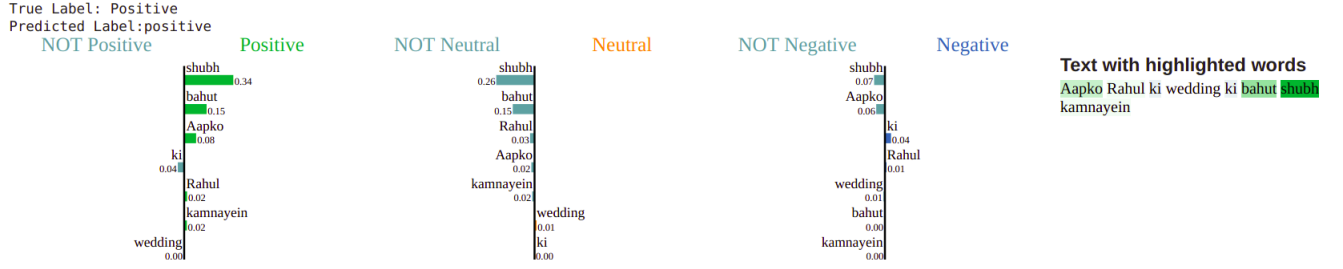 True Label: Positive
Predicted Label:positive
NOT Positive Positive
shubh
0.34
bahut
0.15
Aapko
0.08
ki
0.04
Rahul
0.02
kamnayein
0.02
wedding
0.00
NOT Neutral Neutral
shubh
0.26
bahut
0.15
Rahul
0.03
Aapko
0.02
kamnayein
0.02
wedding
0.01
ki
0.00
NOT Negative Negative
shubh
0.07
Aapko
0.06
ki
0.04
Rahul
0.01
wedding
0.01
bahut
0.00
kamnayein
0.00
Text with highlighted words
Aapko Rahul ki wedding ki bahut shubh
kamnayein